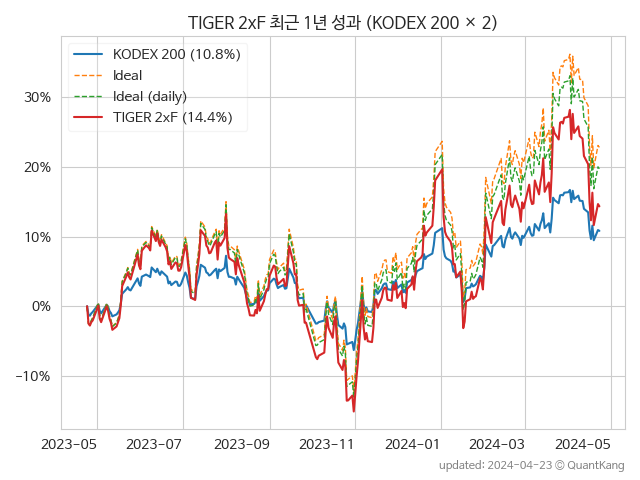 TIGER 2xF 최근 1년 성과 (KODEX 200 × 2)
KODEX 200 (10.8%)
Ideal
Ideal (daily)
TIGER 2xF (14.4%)
30%
20%
10%
0%
−10%
2023-05 2023-07 2023-09 2023-11 2024-01 2024-03 2024-05
updated: 2024-04-23 ⓒ QuantKang